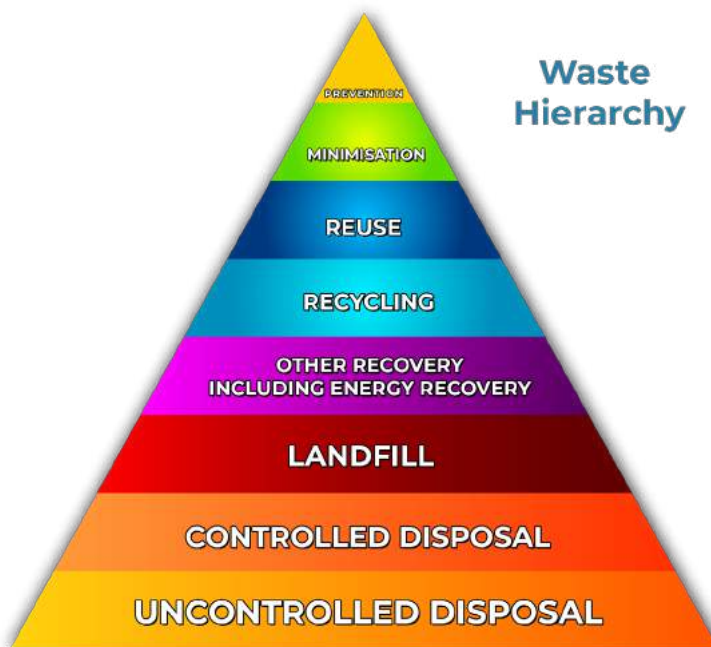 Waste
Hierarchy
PREVENTION
MINIMISATION
REUSE
RECYCLING
OTHER RECOVERY
INCLUDING ENERGY RECOVERY
LANDFILL
CONTROLLED DISPOSAL
UNCONTROLLED DISPOSAL